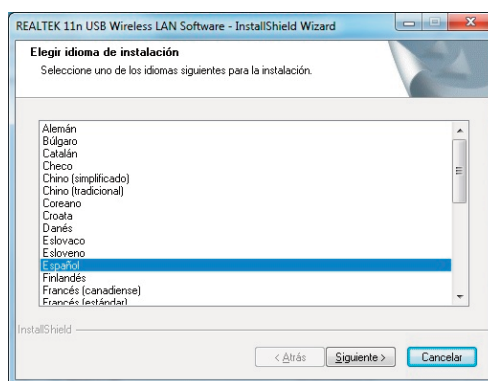 REALTEK 11n USB Wireless LAN Software - InstallShield Wizard
Elegir idioma de instalación
Seleccione uno de los idiomas siguientes para la instalación.
Alemán
Búlgaro
Catalán
Checo
Chino (simplificado)
Chino (tradicional)
Coreano
Croata
Danés
Eslovaco
Esloveno
Español
Finlandés
Francés (canadiense)
Francés (estándar)
InstallShield
< Atrás
Siguiente >
Cancelar